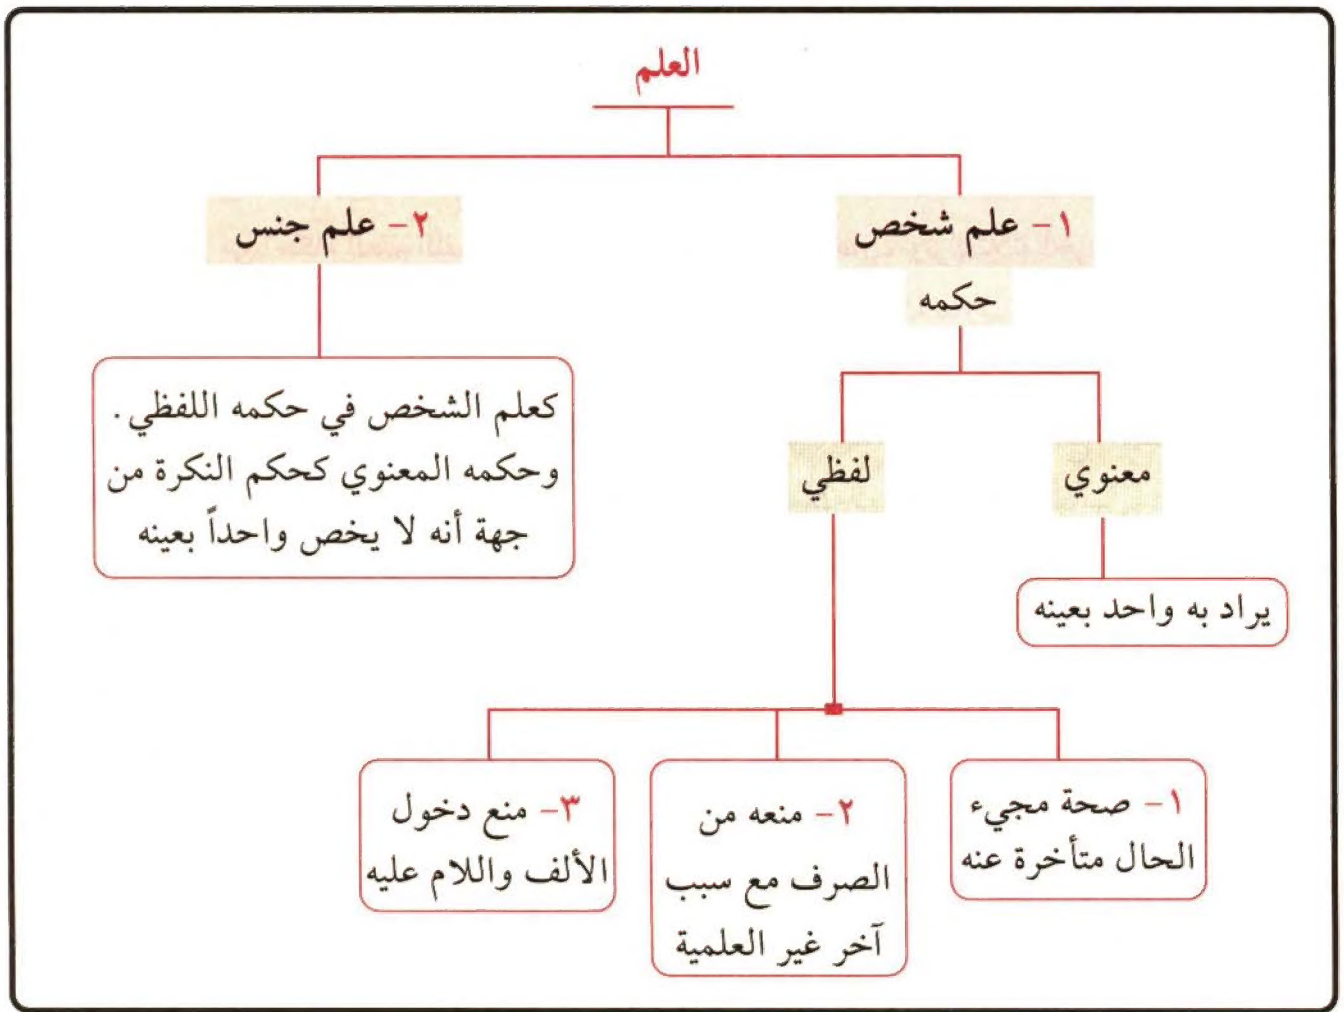 العلم
١- علم شخص
٢- علم جنس
حكمه
كعلم الشخص في حكمه اللفظي.
وحكمه المعنوي كحكم النكرة من
جهة أنه لا يخص واحداً بعينه
معنوي
لفظي
يراد به واحد بعينه
١- صحة مجيء
الحال متأخرة عنه
٢- منعه من
الصرف مع سبب
آخر غير العلمية
٣- منع دخول
الألف واللام عليه